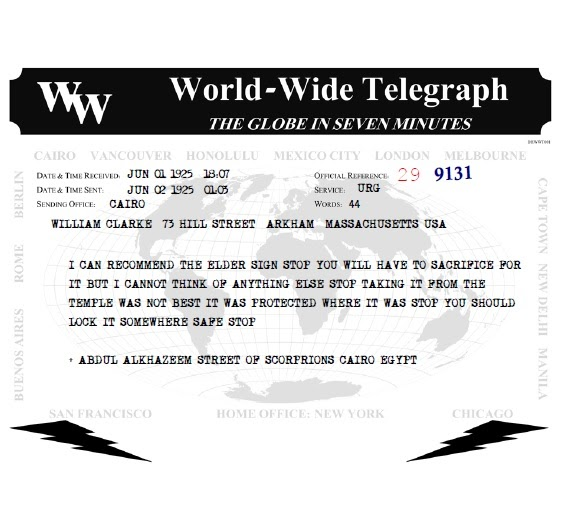 WW
World-Wide Telegraph
THE GLOBE IN SEVEN MINUTES
CAIRO VANCOUVER HONOLULU MEXICO CITY LONDON MELBOURNE
DATE & TIME RECEIVED: JUN 01 1925 18:07
OFFICIAL REFERENCE: 29 9131
DATE & TIME SENT: JUN 02 1925 01:03
SERVICE: URG
SENDING OFFICE: CAIRO
WORDS: 44
WILLIAM CLARKE 73 HILL STREET ARKHAM MASSACHUSETTS USA
I CAN RECOMMEND THE ELDER SIGN STOP YOU WILL HAVE TO SACRIFICE FOR
IT BUT I CANNOT THINK OF ANYTHING ELSE STOP TAKING IT FROM THE
TEMPLE WAS NOT BEST IT WAS PROTECTED WHERE IT WAS STOP YOU SHOULD
LOCK IT SOMEWHERE SAFE STOP
+ ABDUL ALKHAZEEM STREET OF SCORPRIONS CAIRO EGYPT
BERLIN
ROME
BUENOS AIRES
CAPE TOWN
NEW DELHI
MANILA
SAN FRANCISCO HOME OFFICE: NEW YORK CHICAGO